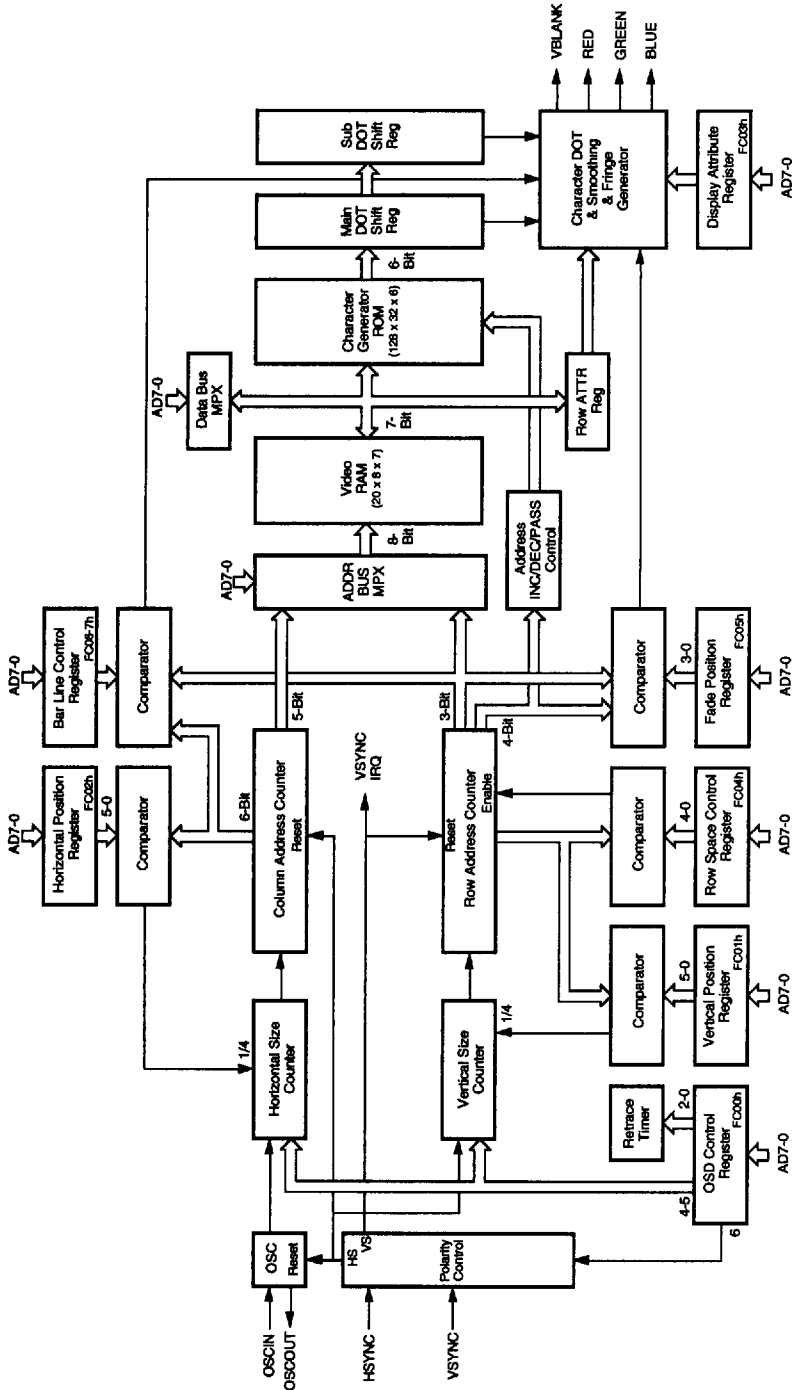 OSCIN
OSCOUT
HSYNC
VSYNC
OSC
Reset
HS
VS
Polarity
Control
6
Horizontal Size
Counter
1/4
Vertical Size
Counter
1/4
Retrace
Timer
2-0
4-5
OSD Control
Register
FC00h
AD7-0
AD7-0
Horizontal Position
Register
FC02h
5-0
Comparator
6-Bit
Column Address Counter
Reset
5-Bit
VSYNC
IRQ
Reset
Row Address Counter
Enable
3-Bit
4-Bit
Comparator
5-0
Vertical Position
Register
FC01h
AD7-0
Comparator
4-0
Row Space Control
Register
FC04h
AD7-0
AD7-0
Bar Line Control
Register
FC06-7h
Comparator
Comparator
3-0
Fade Position
Register
FC05h
AD7-0
AD7-0
ADDR
BUS
MPX
8-
Bit
Address
INC/DEC/PASS
Control
Video
RAM
(20 x 8 x 7)
7-
Bit
AD7-0
Data Bus
MPX
Row ATTR
Reg
Character
Generator
ROM
(128 x 32 x 6)
6-
Bit
Main
DOT
Shift
Reg
Sub
DOT
Shift
Reg
Character DOT
& Smoothing
& Fringe
Generator
Display Attribute
Register
FC03h
AD7-0
VBLANK
RED
GREEN
BLUE